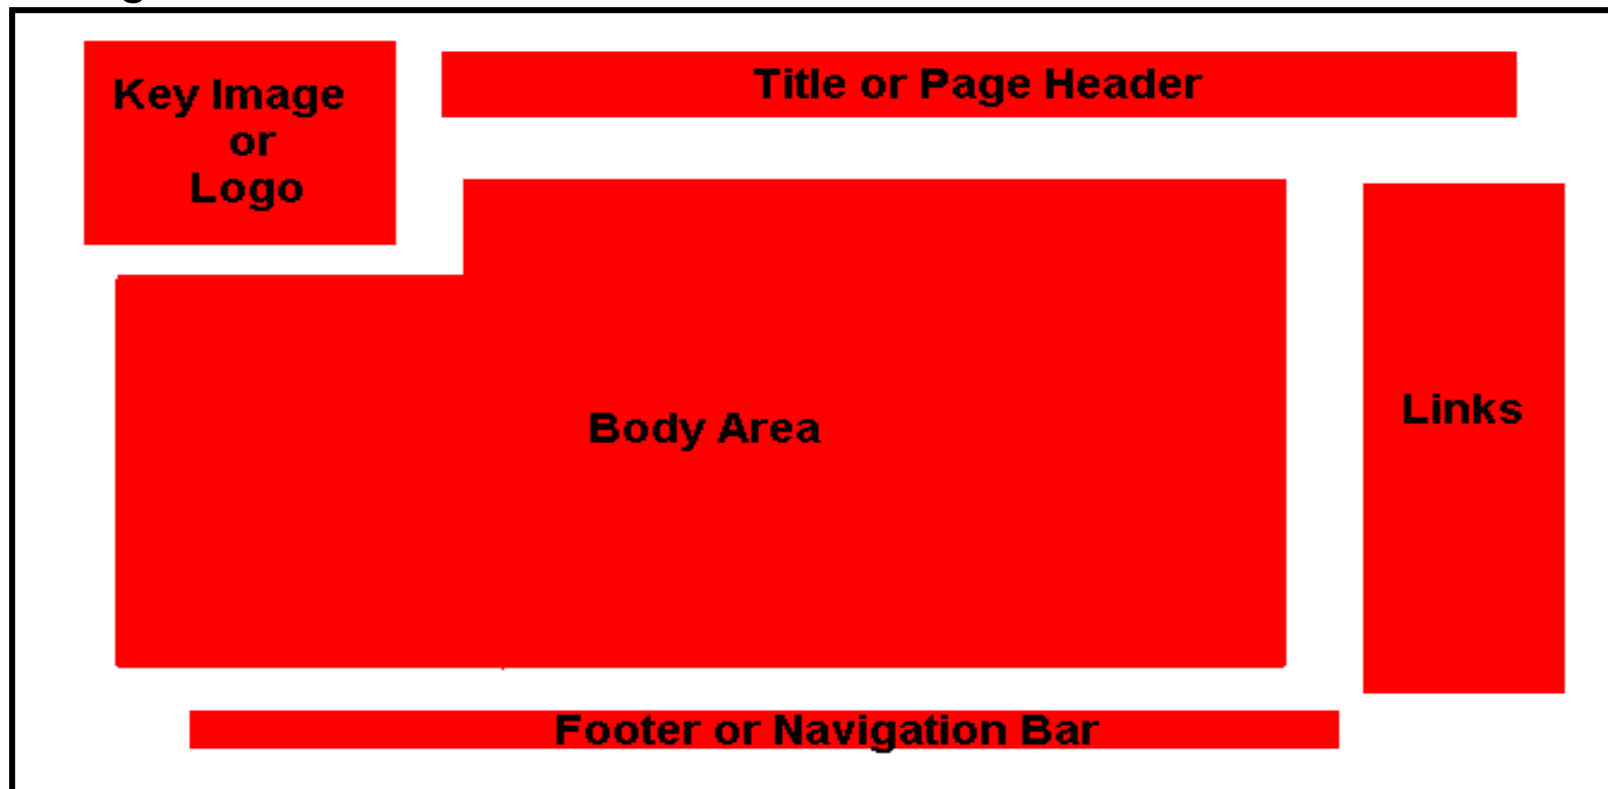 Key Image
or
Logo
Title or Page Header
Body Area
Links
Footer or Navigation Bar